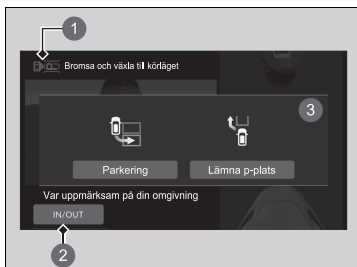 1
Bromsa och växla till körläget
3
Parkering
Lämna p-plats
Var uppmärksam på din omgivning
IN/OUT
2